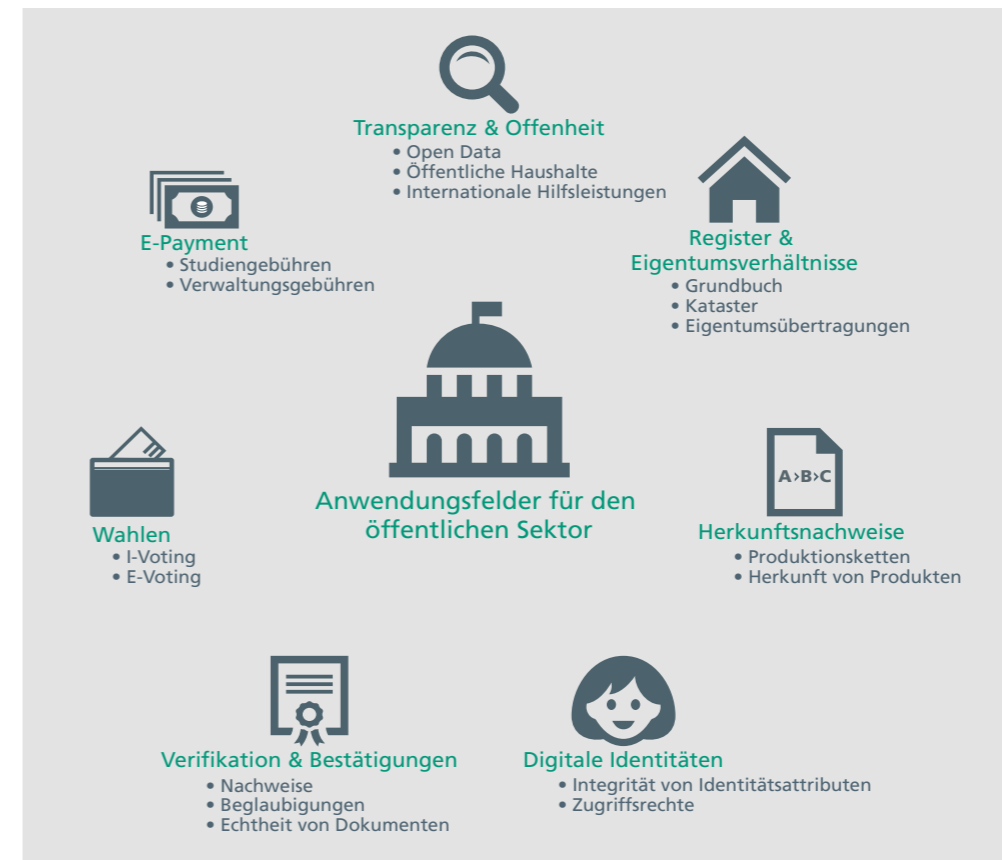 Transparenz & Offenheit
• Open Data
• Öffentliche Haushalte
• Internationale Hilfsleistungen
E-Payment
• Studiengebühren
• Verwaltungsgebühren
Register &
Eigentumsverhältnisse
• Grundbuch
• Kataster
• Eigentumsübertragungen
Anwendungsfelder für den
öffentlichen Sektor
Wahlen
• I-Voting
• E-Voting
A›B›C
Herkunftsnachweise
• Produktionsketten
• Herkunft von Produkten
Verifikation & Bestätigungen
• Nachweise
• Beglaubigungen
• Echtheit von Dokumenten
Digitale Identitäten
• Integrität von Identitätsattributen
• Zugriffsrechte